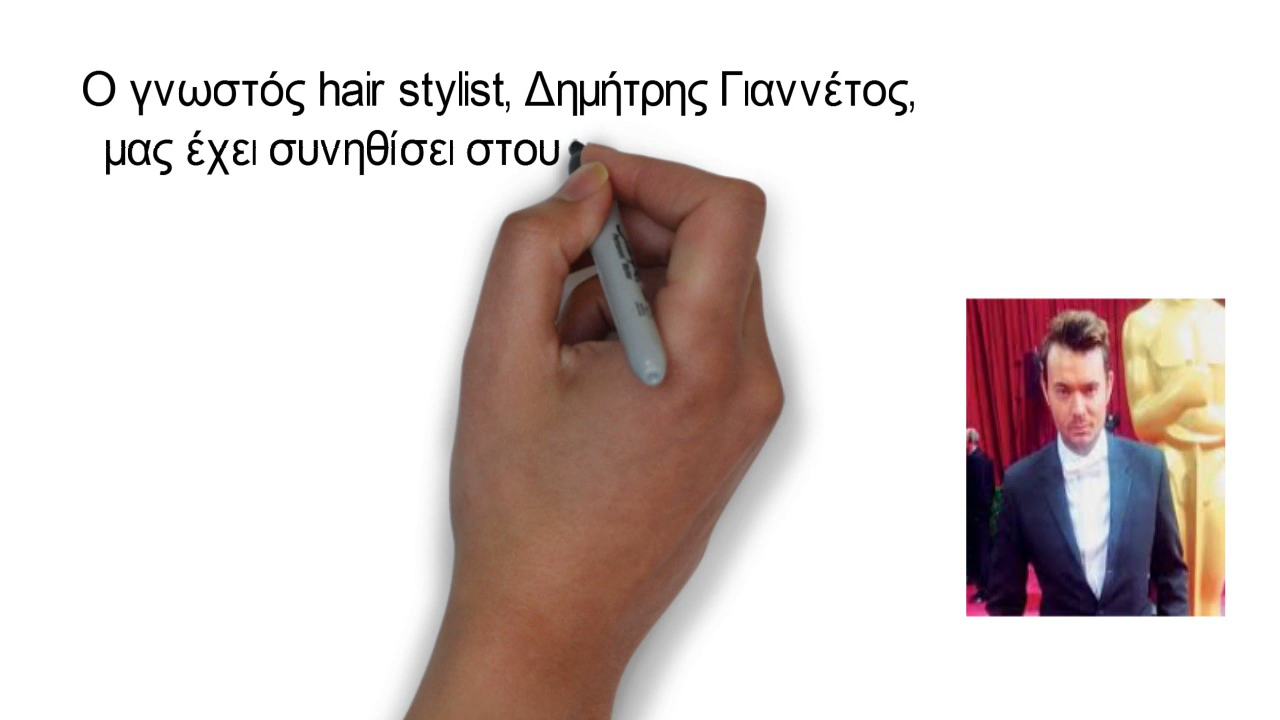 Ο γνωστός hair stylist, Δημήτρης Γιαννέτος,
μας έχει συνηθίσει στου